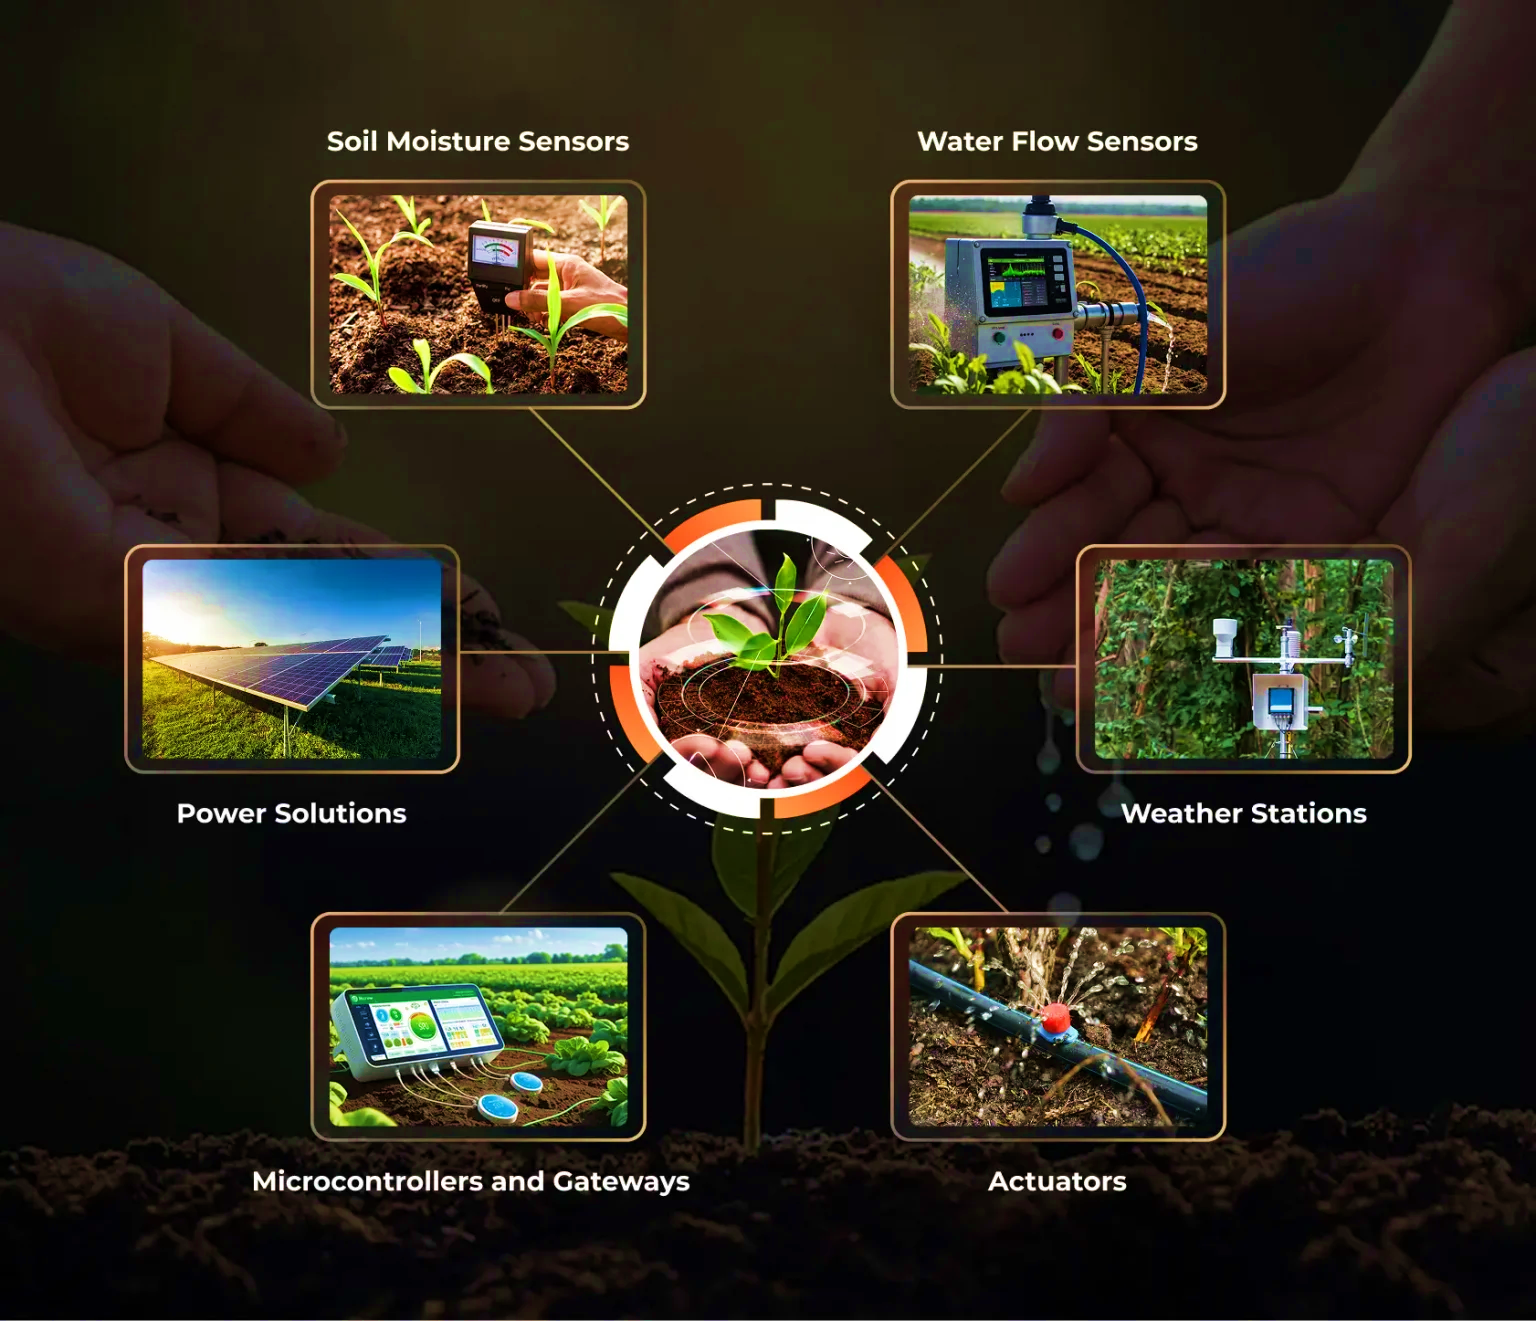 Soil Moisture Sensors
Water Flow Sensors
Power Solutions
Weather Stations
Microcontrollers and Gateways
Actuators